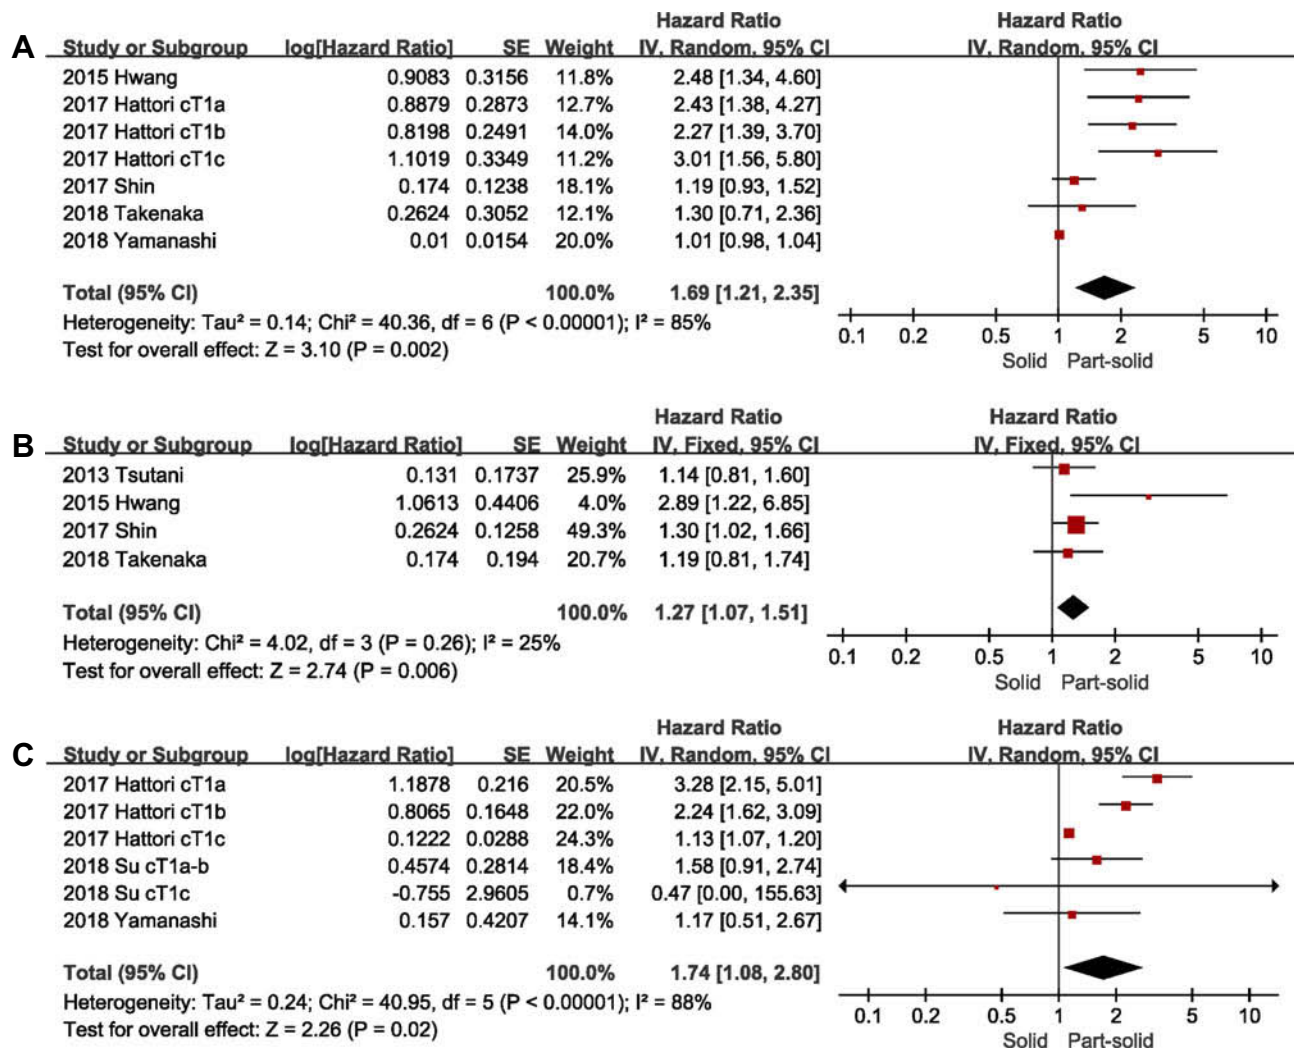 A
Hazard Ratio Hazard Ratio
Study or Subgroup log[Hazard Ratio] SE Weight IV, Random, 95% CI IV, Random, 95% CI
2015 Hwang 0.9083 0.3156 11.8% 2.48 [1.34, 4.60]
2017 Hattori cT1a 0.8879 0.2873 12.7% 2.43 [1.38, 4.27]
2017 Hattori cT1b 0.8198 0.2491 14.0% 2.27 [1.39, 3.70]
2017 Hattori cT1c 1.1019 0.3349 11.2% 3.01 [1.56, 5.80]
2017 Shin 0.174 0.1238 18.1% 1.19 [0.93, 1.52]
2018 Takenaka 0.2624 0.3052 12.1% 1.30 [0.71, 2.36]
2018 Yamanashi 0.01 0.0154 20.0% 1.01 [0.98, 1.04]
Total (95% CI) 100.0% 1.69 [1.21, 2.35]
Heterogeneity: Tau² = 0.14; Chi² = 40.36, df = 6 (P < 0.00001); I² = 85%
Test for overall effect: Z = 3.10 (P = 0.002)
0.1 0.2 0.5 1 2 5 10
Solid Part-solid
B
Hazard Ratio Hazard Ratio
Study or Subgroup log[Hazard Ratio] SE Weight IV, Fixed, 95% CI IV, Fixed, 95% CI
2013 Tsutani 0.131 0.1737 25.9% 1.14 [0.81, 1.60]
2015 Hwang 1.0613 0.4406 4.0% 2.89 [1.22, 6.85]
2017 Shin 0.2624 0.1258 49.3% 1.30 [1.02, 1.66]
2018 Takenaka 0.174 0.194 20.7% 1.19 [0.81, 1.74]
Total (95% CI) 100.0% 1.27 [1.07, 1.51]
Heterogeneity: Chi² = 4.02, df = 3 (P = 0.26); I² = 25%
Test for overall effect: Z = 2.74 (P = 0.006)
0.1 0.2 0.5 1 2 5 10
Solid Part-solid
C
Hazard Ratio Hazard Ratio
Study or Subgroup log[Hazard Ratio] SE Weight IV, Random, 95% CI IV, Random, 95% CI
2017 Hattori cT1a 1.1878 0.216 20.5% 3.28 [2.15, 5.01]
2017 Hattori cT1b 0.8065 0.1648 22.0% 2.24 [1.62, 3.09]
2017 Hattori cT1c 0.1222 0.0288 24.3% 1.13 [1.07, 1.20]
2018 Su cT1a-b 0.4574 0.2814 18.4% 1.58 [0.91, 2.74]
2018 Su cT1c -0.755 2.9605 0.7% 0.47 [0.00, 155.63]
2018 Yamanashi 0.157 0.4207 14.1% 1.17 [0.51, 2.67]
Total (95% CI) 100.0% 1.74 [1.08, 2.80]
Heterogeneity: Tau² = 0.24; Chi² = 40.95, df = 5 (P < 0.00001); I² = 88%
Test for overall effect: Z = 2.26 (P = 0.02)
0.1 0.2 0.5 1 2 5 10
Solid Part-solid